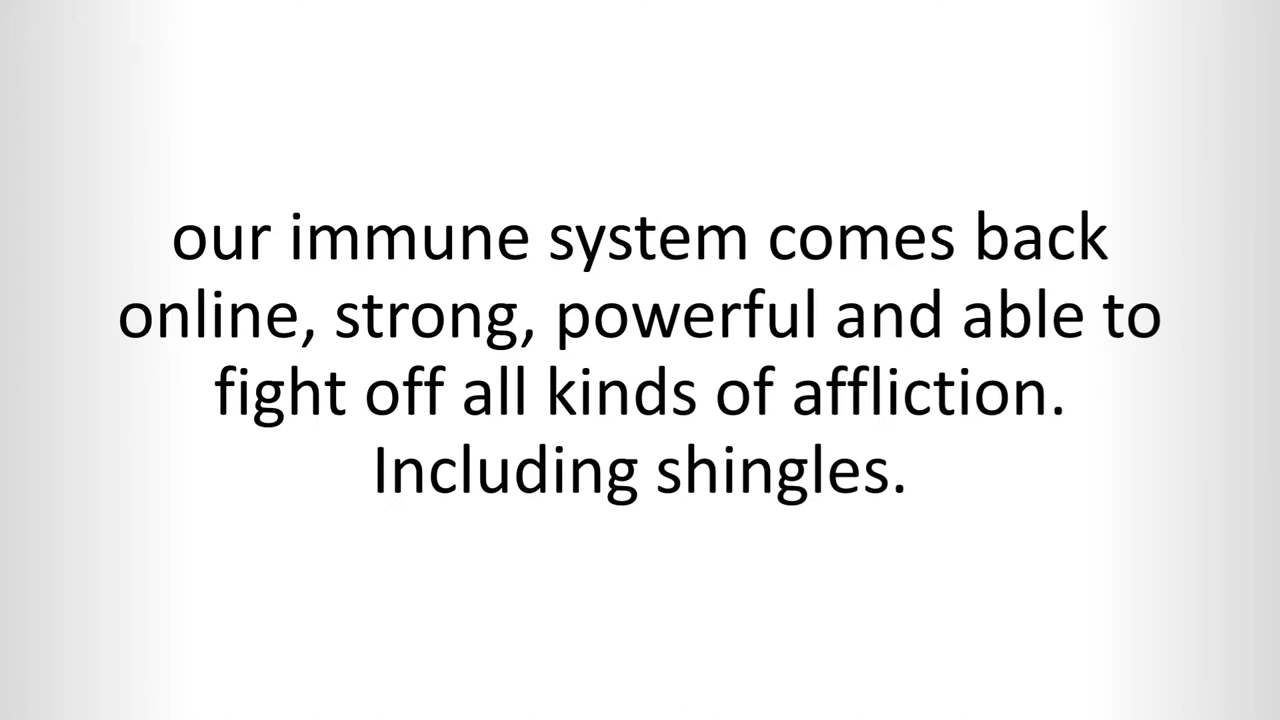 our immune system comes back
online, strong, powerful and able to
fight off all kinds of affliction.
Including shingles.